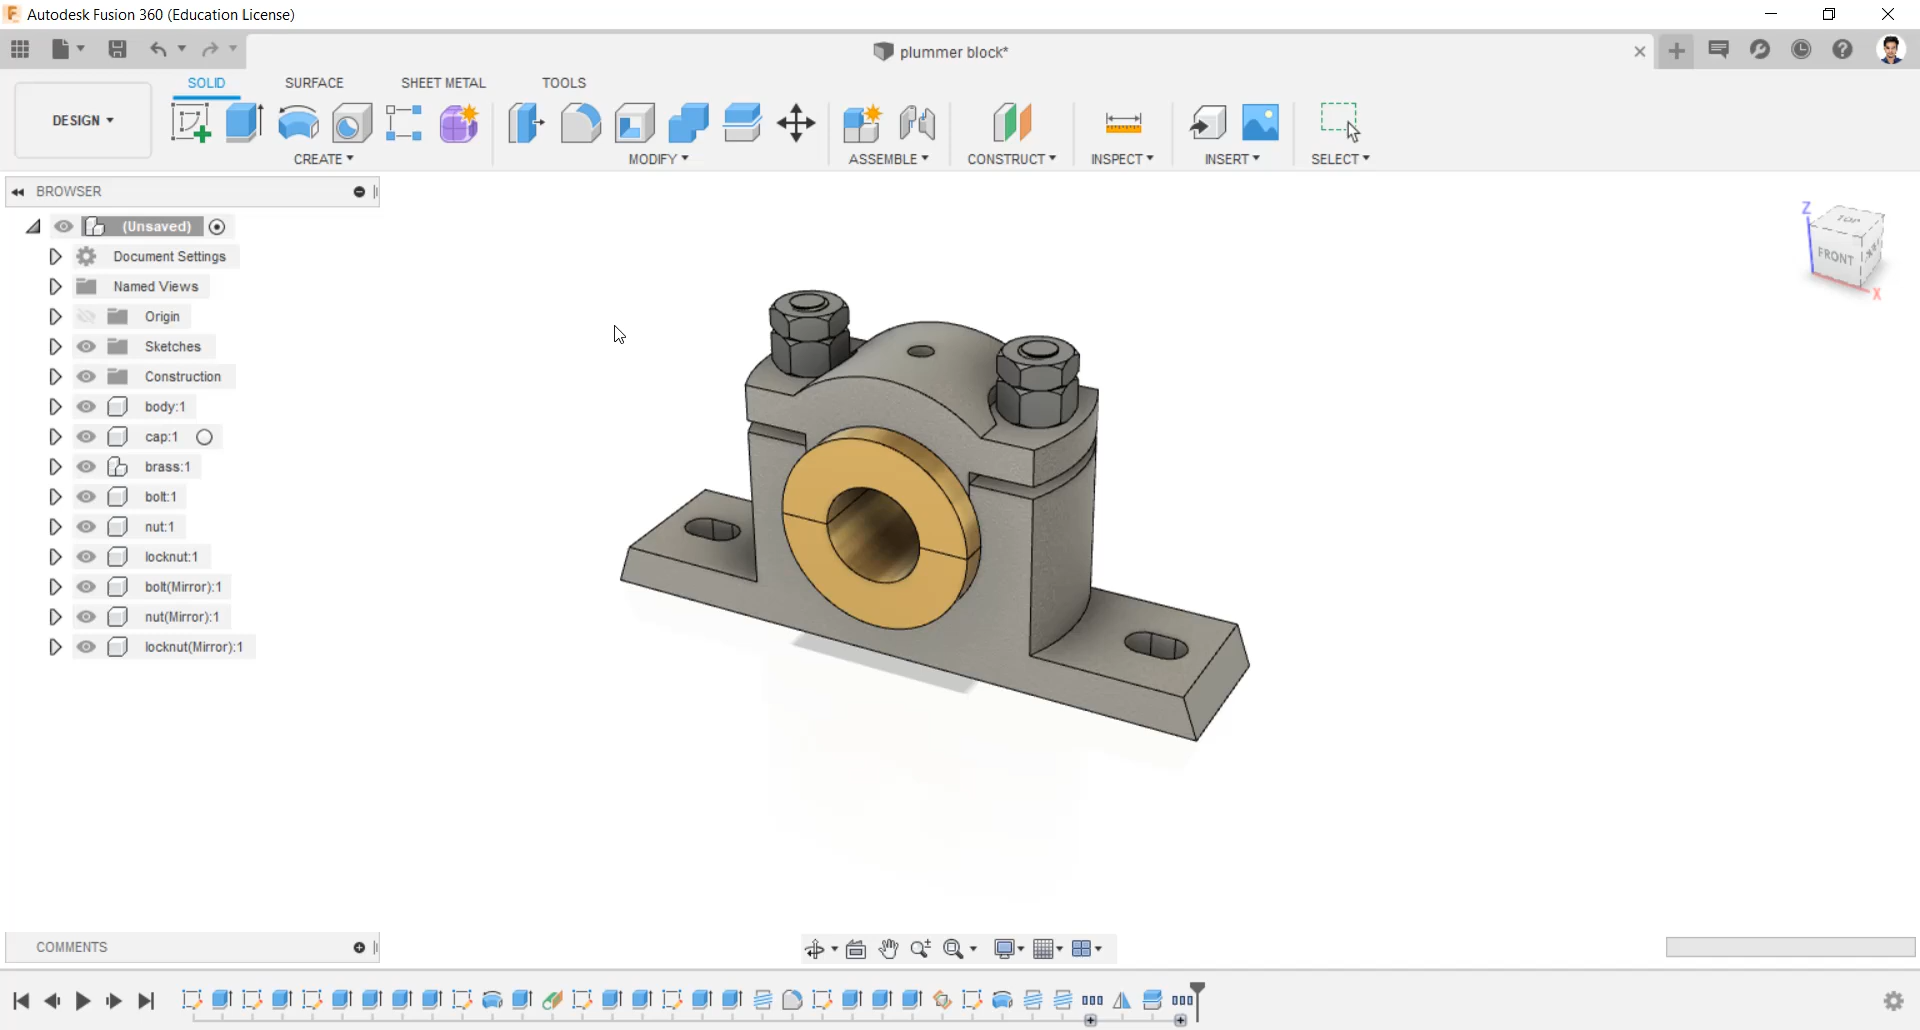 Autodesk Fusion 360 (Education License)
plummer block*
SOLID SURFACE SHEET METAL TOOLS
DESIGN
CREATE MODIFY ASSEMBLE CONSTRUCT INSPECT INSERT SELECT
BROWSER
(Unsaved)
Document Settings
Named Views
Origin
Sketches
Construction
body:1
cap:1
brass:1
bolt:1
nut:1
locknut:1
bolt(Mirror):1
nut(Mirror):1
locknut(Mirror):1
Z
TOP
FRONT
X
COMMENTS